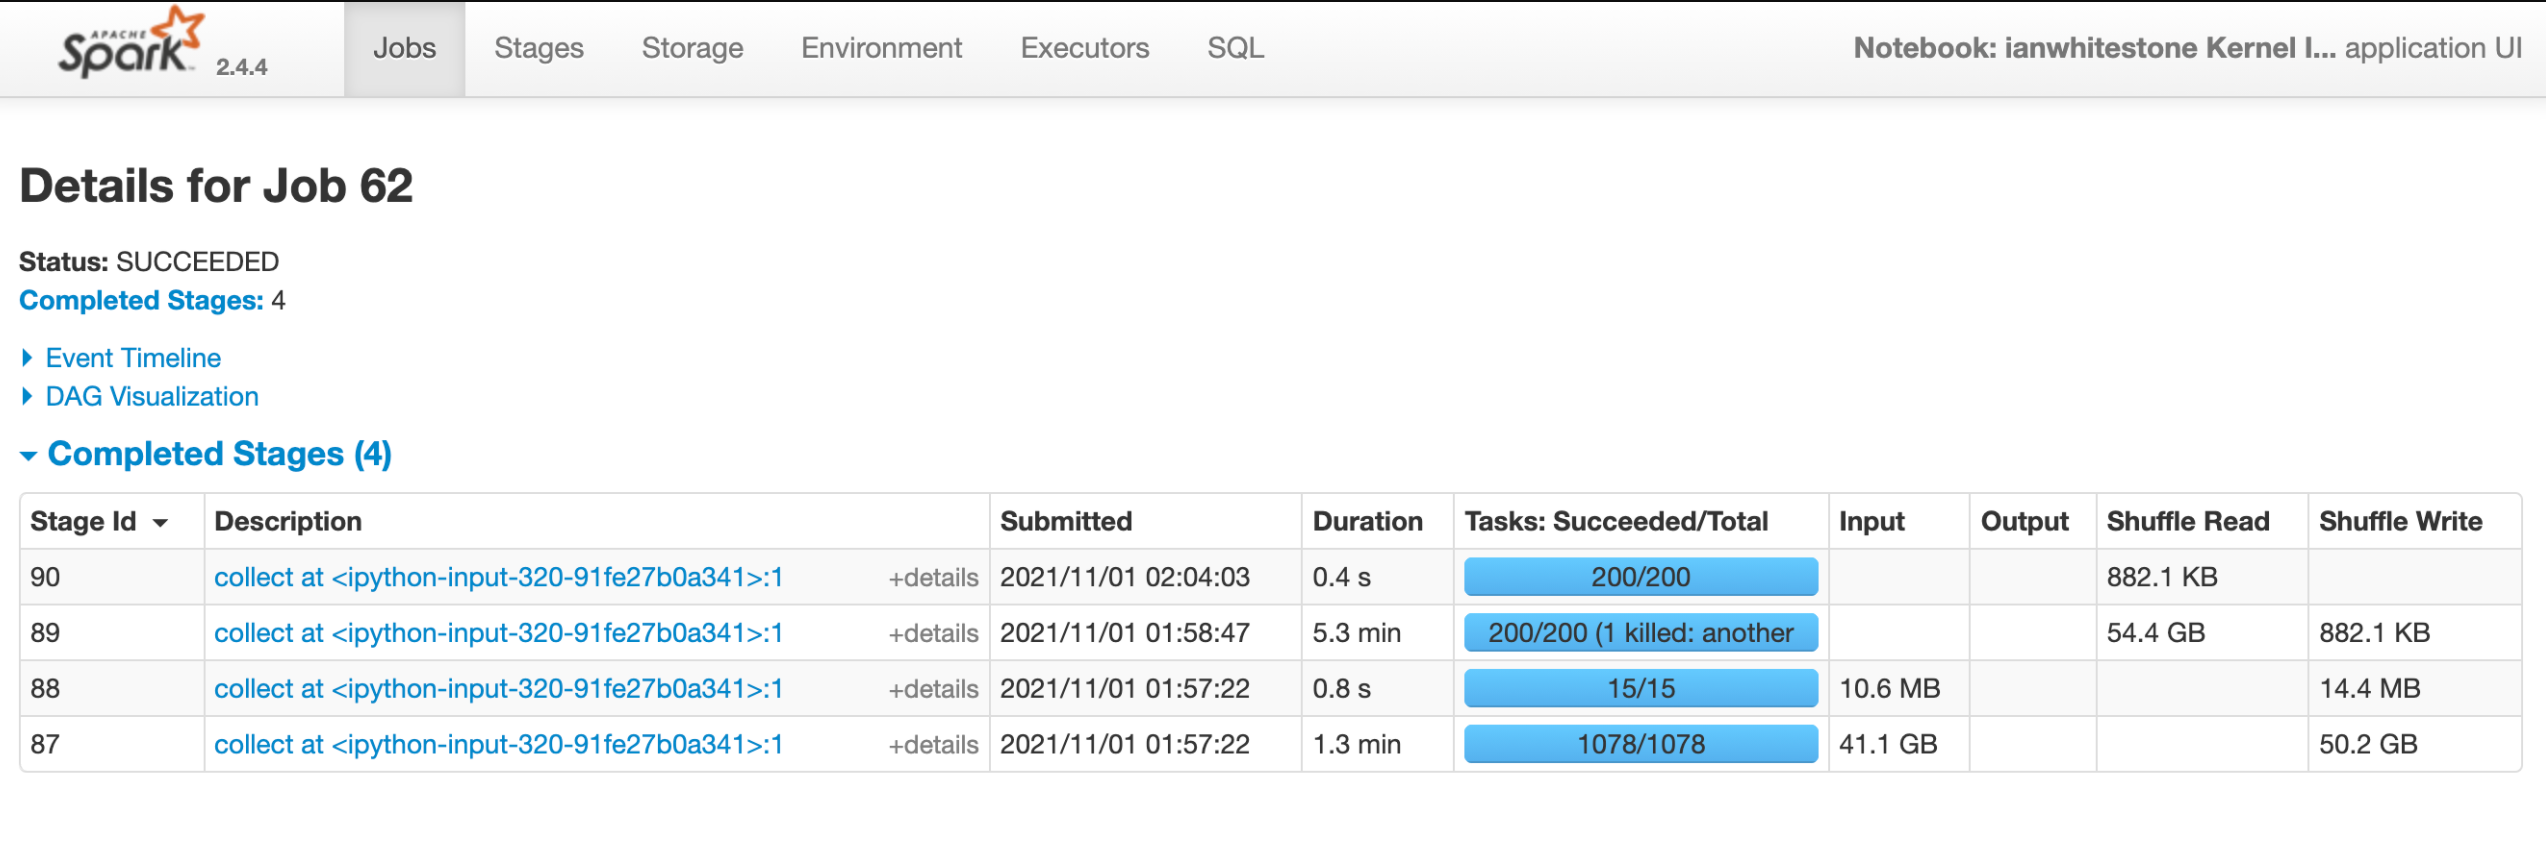 APACHE Spark 2.4.4 Jobs Stages Storage Environment Executors SQL Notebook: ianwhitestone Kernel I... application UI
Details for Job 62
Status: SUCCEEDED
Completed Stages: 4
Event Timeline
DAG Visualization
Completed Stages (4)
Stage Id Description Submitted Duration Tasks: Succeeded/Total Input Output Shuffle Read Shuffle Write
90 collect at <ipython-input-320-91fe27b0a341>:1 +details 2021/11/01 02:04:03 0.4 s 200/200 882.1 KB
89 collect at <ipython-input-320-91fe27b0a341>:1 +details 2021/11/01 01:58:47 5.3 min 200/200 (1 killed: another 54.4 GB 882.1 KB
88 collect at <ipython-input-320-91fe27b0a341>:1 +details 2021/11/01 01:57:22 0.8 s 15/15 10.6 MB 14.4 MB
87 collect at <ipython-input-320-91fe27b0a341>:1 +details 2021/11/01 01:57:22 1.3 min 1078/1078 41.1 GB 50.2 GB